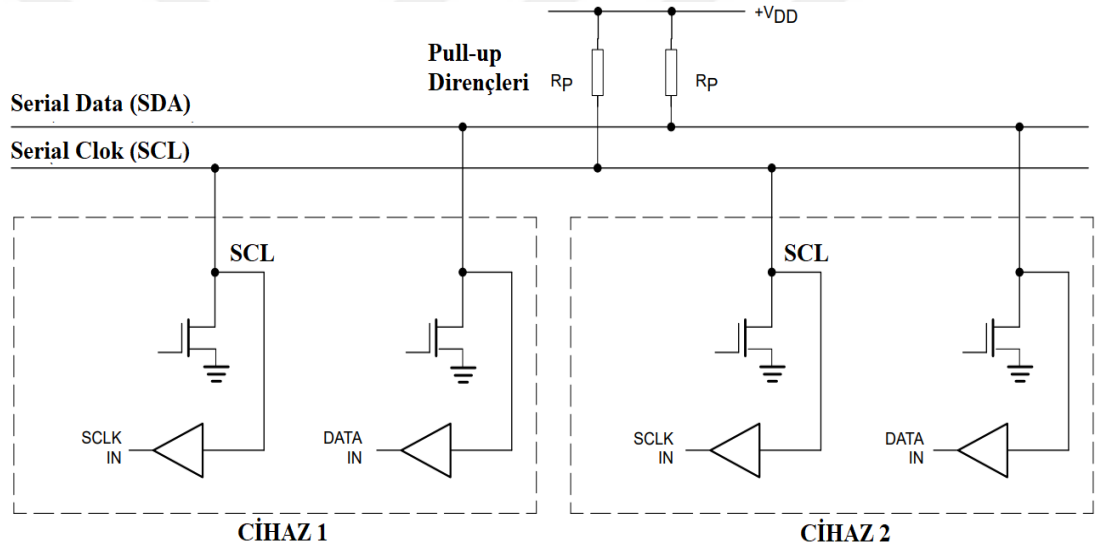 +VDD
Pull-up
Dirençleri
RP
RP
Serial Data (SDA)
Serial Clok (SCL)
SCL
SCL
SCLK
IN
DATA
IN
SCLK
IN
DATA
IN
CİHAZ 1
CİHAZ 2